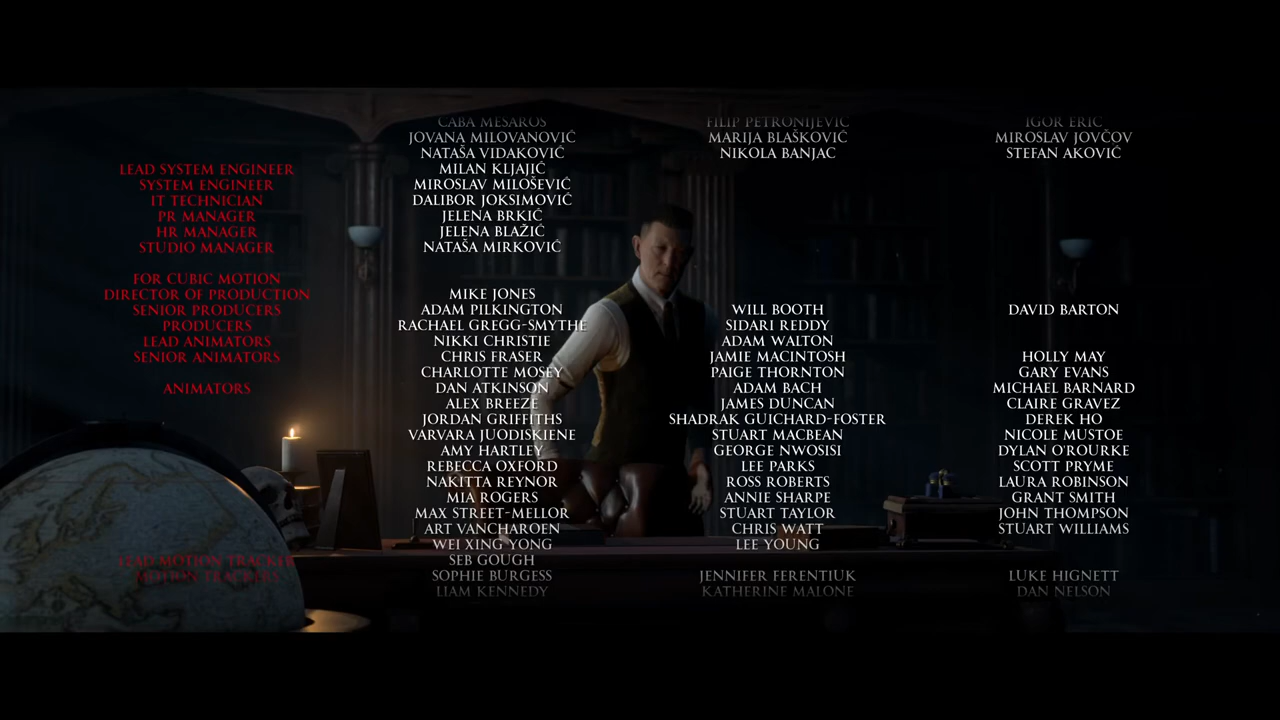 CABA MESAROS FILIP PETRONIJEVIĆ IGOR ERIC
JOVANA MILOVANOVIĆ MARIJA BLAŠKOVIĆ MIROSLAV JOVČOV
NATAŠA VIDAKOVIĆ NIKOLA BANJAC STEFAN AKOVIĆ
LEAD SYSTEM ENGINEER MILAN KLJAJIĆ
SYSTEM ENGINEER MIROSLAV MILOŠEVIĆ
IT TECHNICIAN DALIBOR JOKSIMOVIĆ
PR MANAGER JELENA BRKIĆ
HR MANAGER JELENA BLAŽIĆ
STUDIO MANAGER NATAŠA MIRKOVIĆ
FOR CUBIC MOTION
DIRECTOR OF PRODUCTION MIKE JONES
SENIOR PRODUCERS ADAM PILKINGTON WILL BOOTH DAVID BARTON
PRODUCERS RACHAEL GREGG-SMYTHE SIDARI REDDY
LEAD ANIMATORS NIKKI CHRISTIE ADAM WALTON
SENIOR ANIMATORS CHRIS FRASER JAMIE MACINTOSH HOLLY MAY
CHARLOTTE MOSEY PAIGE THORNTON GARY EVANS
ANIMATORS DAN ATKINSON ADAM BACH MICHAEL BARNARD
ALEX BREEZE JAMES DUNCAN CLAIRE GRAVEZ
JORDAN GRIFFITHS SHADRAK GUICHARD-FOSTER DEREK HO
VARVARA JUODISKIENE STUART MACBEAN NICOLE MUSTOE
AMY HARTLEY GEORGE NWOSISI DYLAN O'ROURKE
REBECCA OXFORD LEE PARKS SCOTT PRYME
NAKITTA REYNOR ROSS ROBERTS LAURA ROBINSON
MIA ROGERS ANNIE SHARPE GRANT SMITH
MAX STREET-MELLOR STUART TAYLOR JOHN THOMPSON
ART VANCHAROEN CHRIS WATT STUART WILLIAMS
WEI XING YONG LEE YOUNG
LEAD MOTION TRACKER SEB GOUGH
MOTION TRACKERS SOPHIE BURGESS JENNIFER FERENTIUK LUKE HIGNETT
LIAM KENNEDY KATHERINE MALONE DAN NELSON